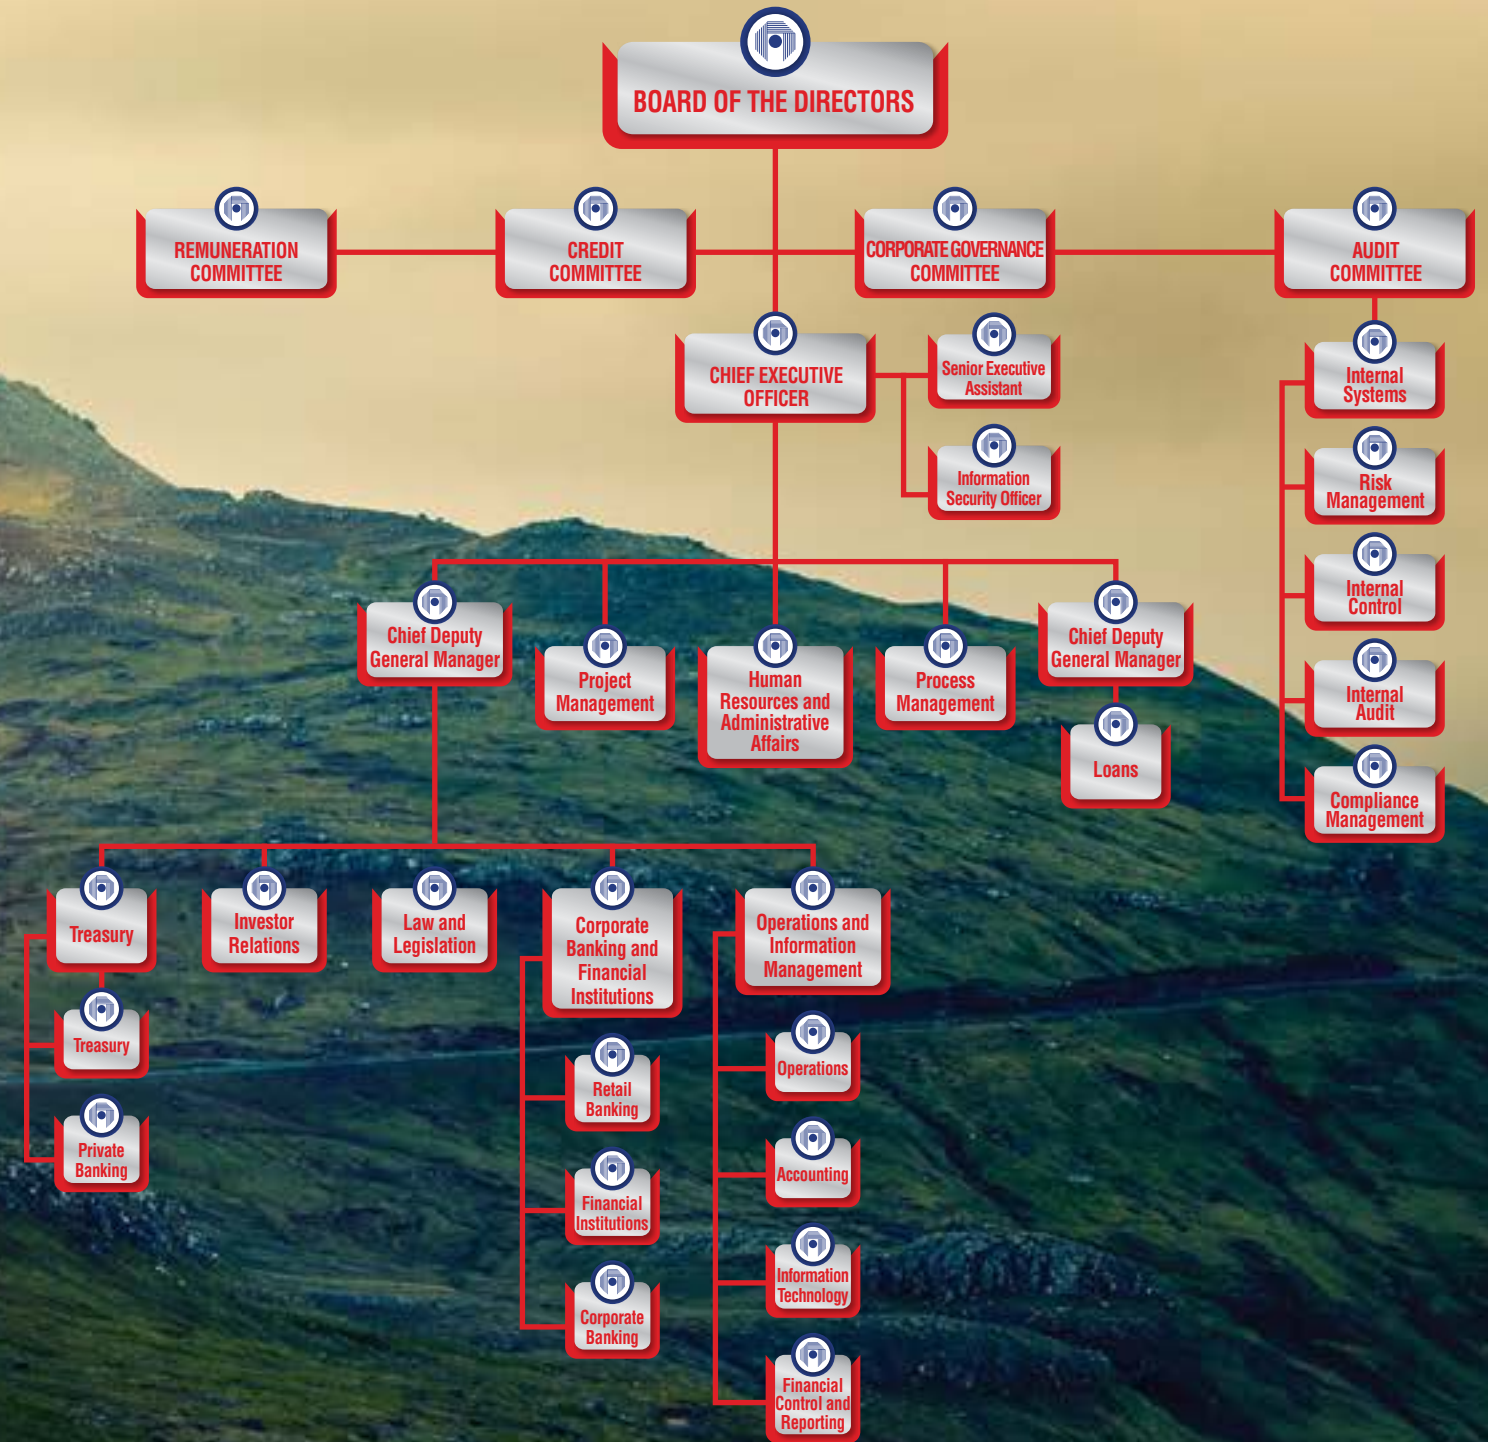 BOARD OF THE DIRECTORS
REMUNERATION
COMMITTEE
CREDIT
COMMITTEE
CORPORATE GOVERNANCE
COMMITTEE
AUDIT
COMMITTEE
CHIEF EXECUTIVE
OFFICER
Senior Executive
Assistant
Information
Security Officer
Internal
Systems
Risk
Management
Internal
Control
Internal
Audit
Compliance
Management
Chief Deputy
General Manager
Project
Management
Human
Resources and
Administrative
Affairs
Process
Management
Chief Deputy
General Manager
Loans
Treasury
Investor
Relations
Law and
Legislation
Corporate
Banking and
Financial
Institutions
Operations and
Information
Management
Treasury
Private
Banking
Retail
Banking
Financial
Institutions
Corporate
Banking
Operations
Accounting
Information
Technology
Financial
Control and
Reporting